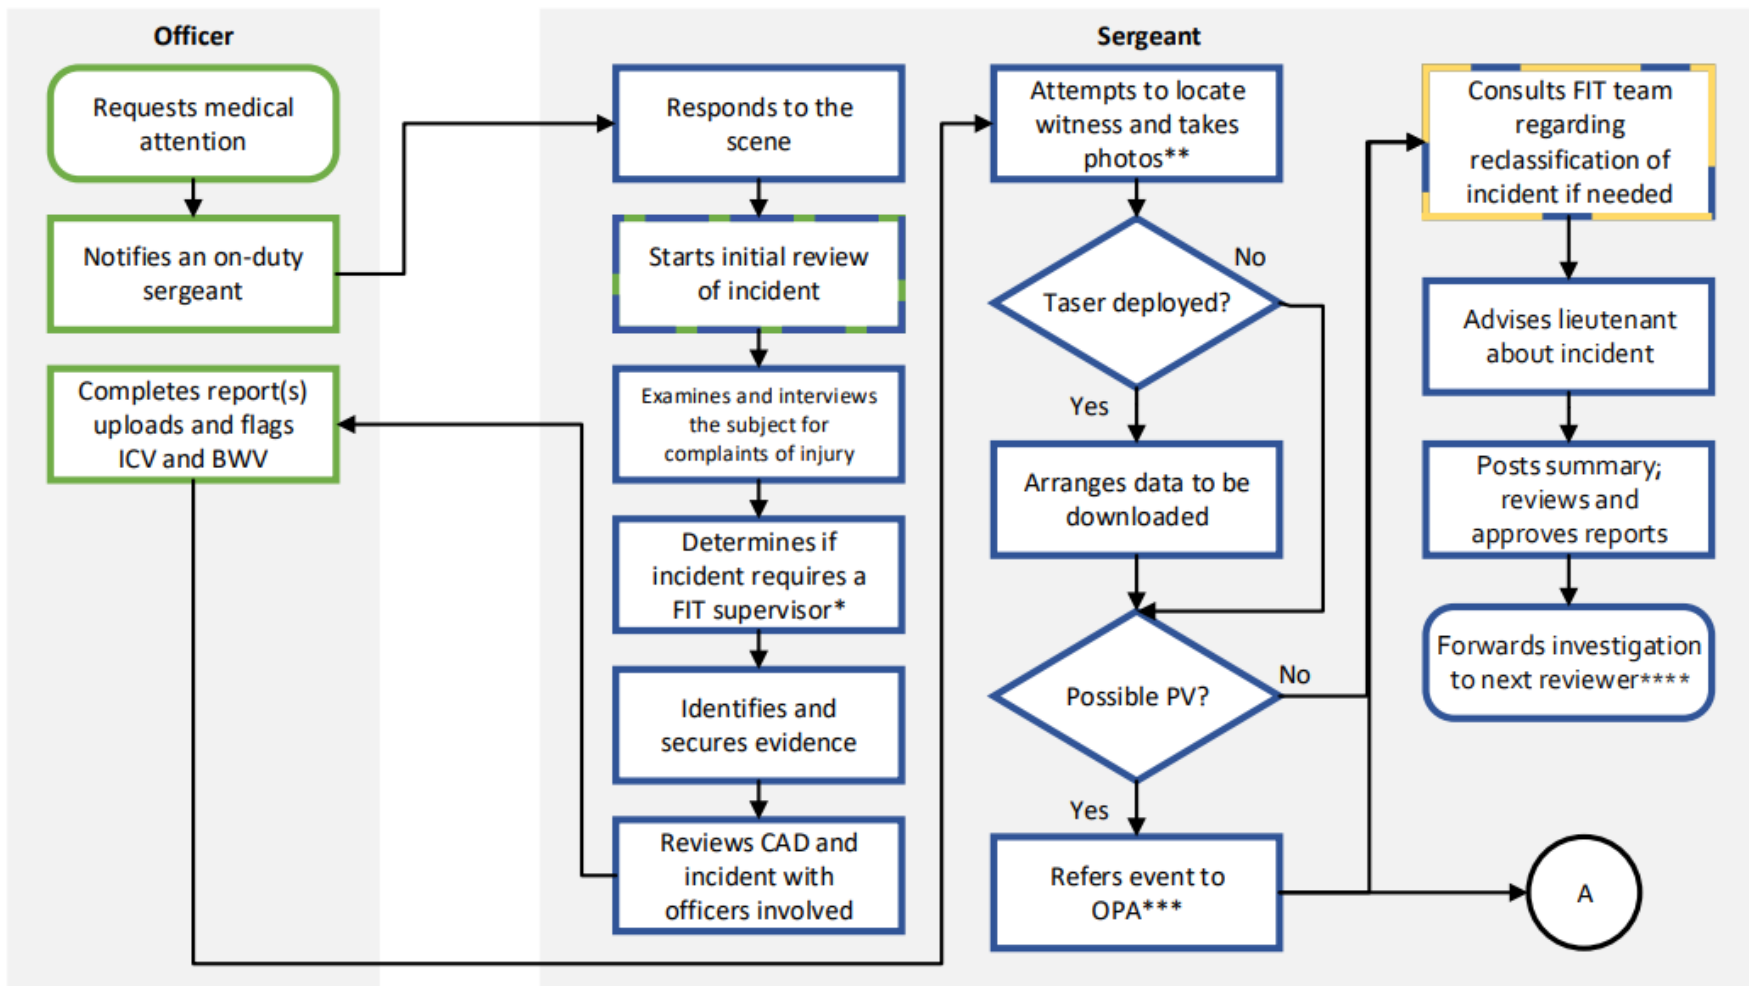 Officer
Requests medical
attention
Notifies an on-duty
sergeant
Completes report(s)
uploads and flags
ICV and BWV
Sergeant
Responds to the
scene
Starts initial review
of incident
Examines and interviews
the subject for
complaints of injury
Determines if
incident requires a
FIT supervisor*
Identifies and
secures evidence
Reviews CAD and
incident with
officers involved
Attempts to locate
witness and takes
photos**
Taser deployed?
No
Yes
Arranges data to be
downloaded
Possible PV?
No
Yes
Refers event to
OPA***
Consults FIT team
regarding
reclassification of
incident if needed
Advises lieutenant
about incident
Posts summary;
reviews and
approves reports
Forwards investigation
to next reviewer****
A